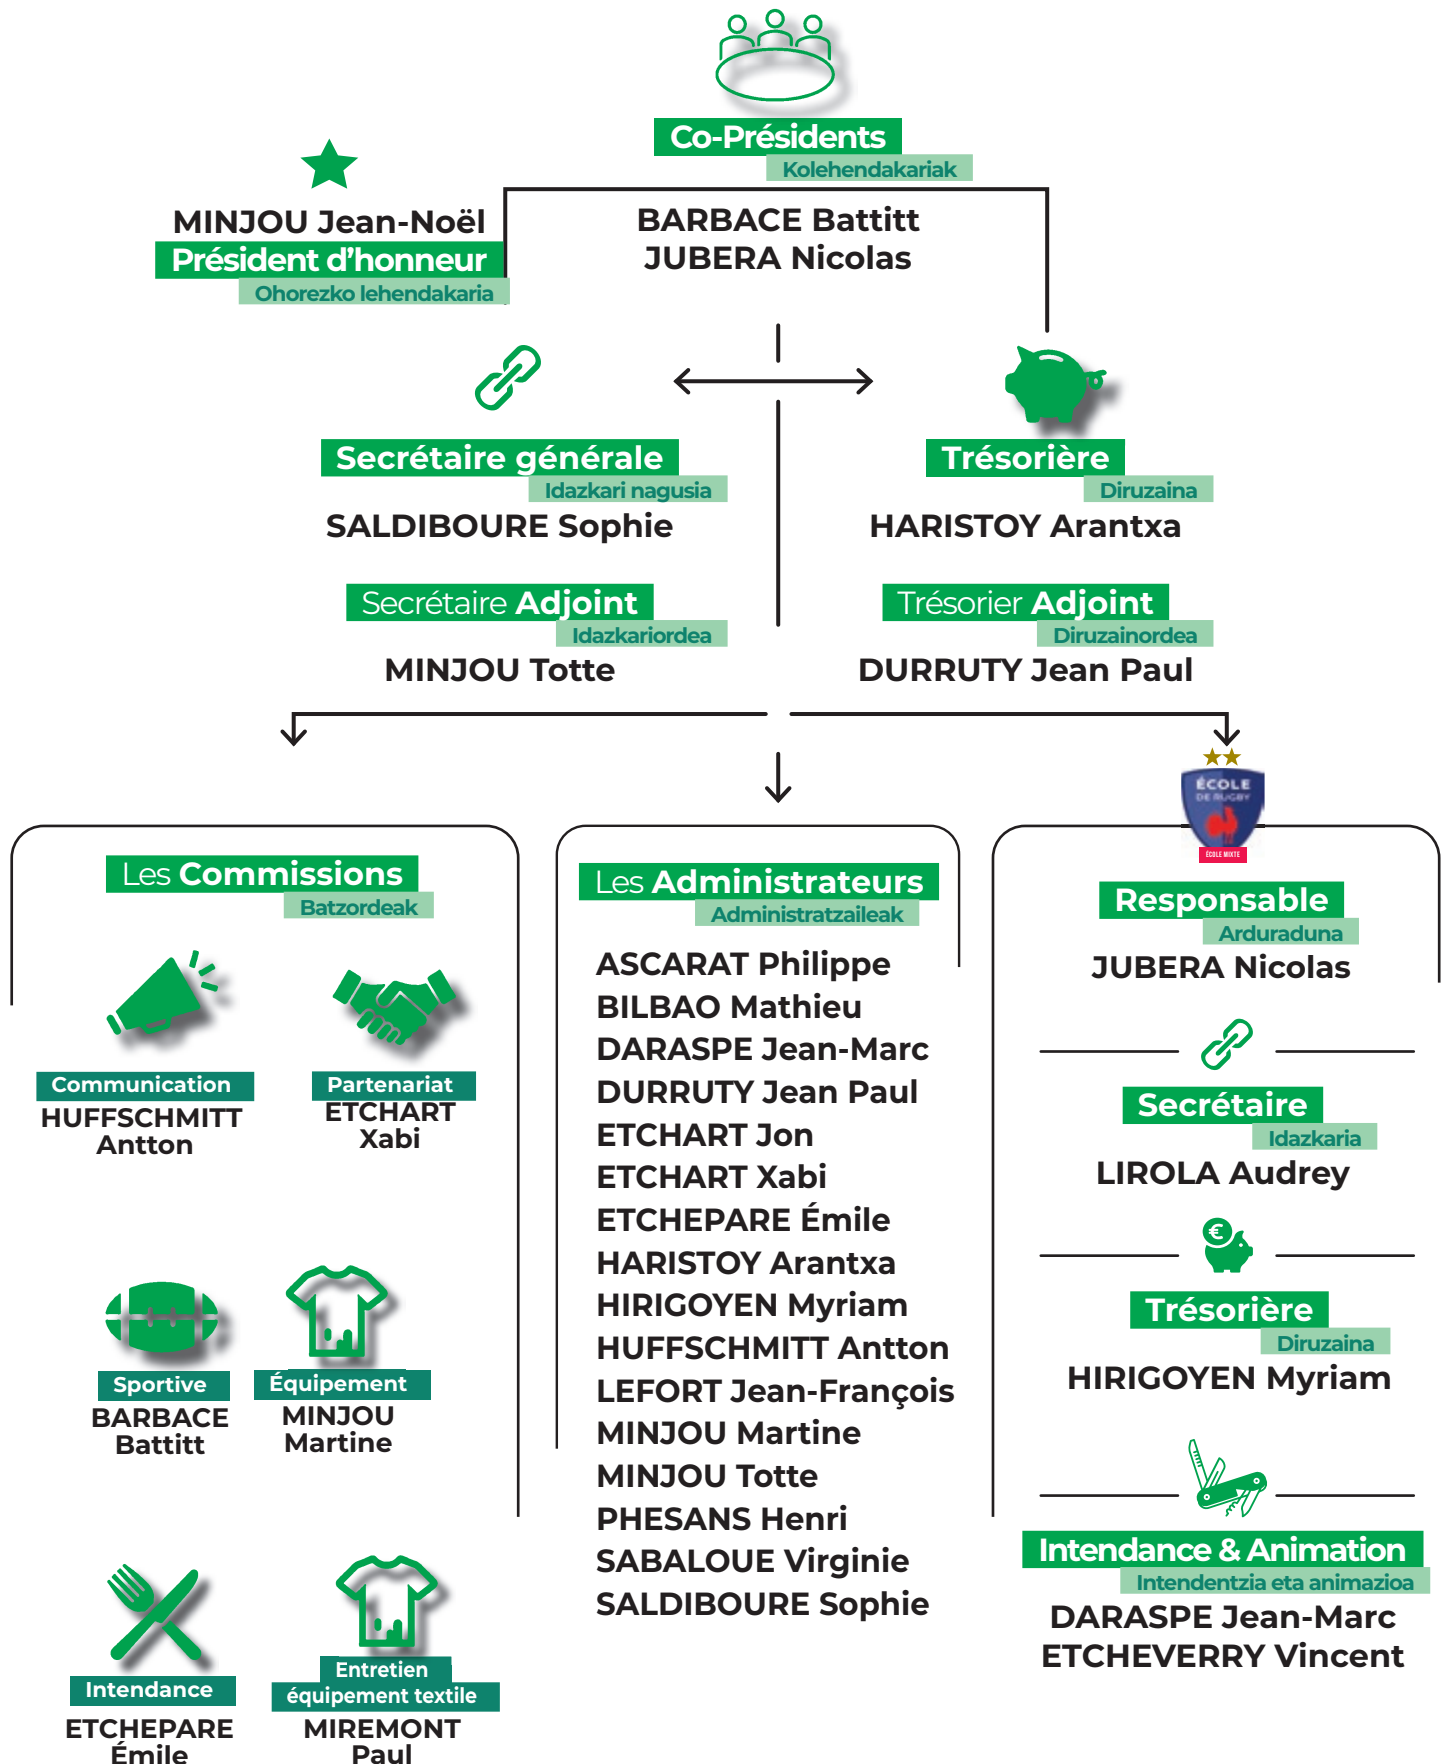 Co-Présidents
Kolehendakariak
BARBACE Battitt
JUBERA Nicolas
MINJOU Jean-Noël
Président d’honneur
Ohorezko lehendakaria
Secrétaire générale
Idazkari nagusia
SALDIBOURE Sophie
Trésorière
Diruzaina
HARISTOY Arantxa
Secrétaire Adjoint
Idazkariordea
MINJOU Totte
Trésorier Adjoint
Diruzainordea
DURRUTY Jean Paul
Les Commissions
Batzordeak
Communication
HUFFSCHMITT
Antton
Partenariat
ETCHART
Xabi
Sportive
BARBACE
Battitt
Équipement
MINJOU
Martine
Intendance
ETCHEPARE
Émile
Entretien
équipement textile
MIREMONT
Paul
Les Administrateurs
Administratzaileak
ASCARAT Philippe
BILBAO Mathieu
DARASPE Jean-Marc
DURRUTY Jean Paul
ETCHART Jon
ETCHART Xabi
ETCHEPARE Émile
HARISTOY Arantxa
HIRIGOYEN Myriam
HUFFSCHMITT Antton
LEFORT Jean-François
MINJOU Martine
MINJOU Totte
PHESANS Henri
SABALOUE Virginie
SALDIBOURE Sophie
ÉCOLE
DE RUGBY
ÉCOLE MIXTE
Responsable
Arduraduna
JUBERA Nicolas
Secrétaire
Idazkaria
LIROLA Audrey
€
Trésorière
Diruzaina
HIRIGOYEN Myriam
Intendance & Animation
Intendentzia eta animazioa
DARASPE Jean-Marc
ETCHEVERRY Vincent